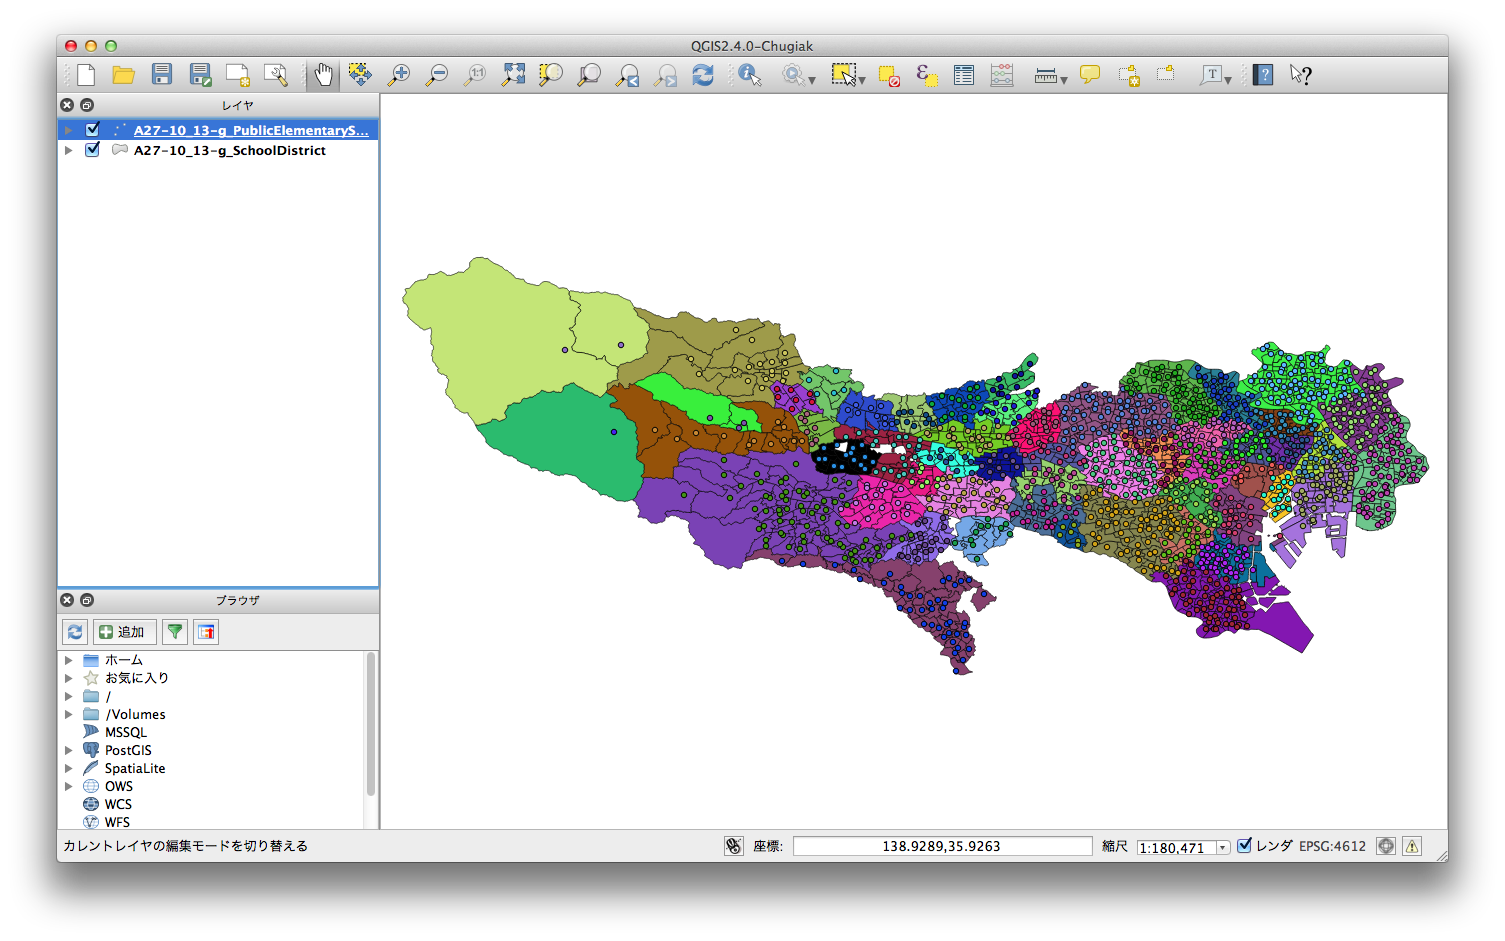 QGIS2.4.0-Chugiak
1:1
ε
T
?
?
レイヤ
A27-10_13-g_PublicElementaryS...
A27-10_13-g_SchoolDistrict
ブラウザ
追加
ホーム
お気に入り
/
/Volumes
MSSQL
PostGIS
SpatiaLite
OWS
WCS
WFS
カレントレイヤの編集モードを切り替える
座標:
138.9289,35.9263
縮尺
1:180,471
レンダ
EPSG:4612